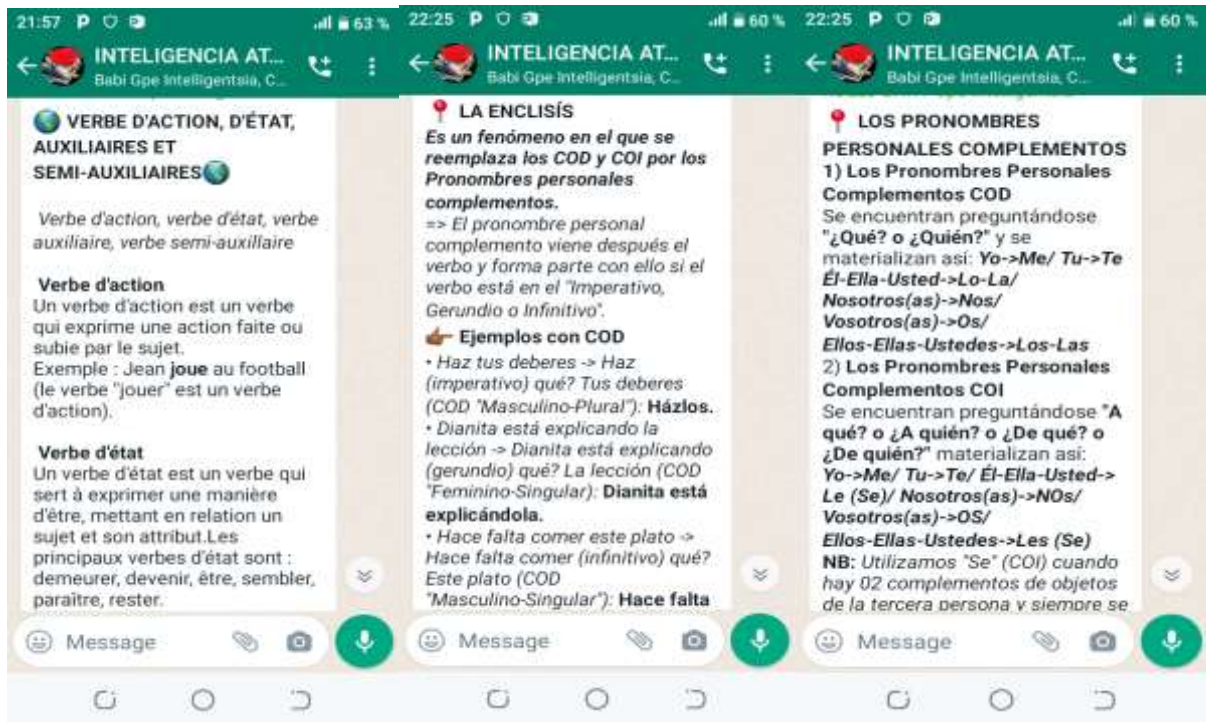 21:57 P 63 %
INTELIGENCIA AT...
Babi Gpe Intelligentsia, C...
🌍 VERBE D'ACTION, D'ÉTAT,
AUXILIAIRES ET
SEMI-AUXILIAIRES🌍
Verbe d'action, verbe d'état, verbe
auxiliaire, verbe semi-auxiliaire
Verbe d'action
Un verbe d'action est un verbe
qui exprime une action faite ou
subie par le sujet.
Exemple : Jean joue au football
(le verbe "jouer" est un verbe
d'action).
Verbe d'état
Un verbe d'état est un verbe qui
sert à exprimer une manière
d'être, mettant en relation un
sujet et son attribut.Les
principaux verbes d'état sont :
demeurer, devenir, être, sembler,
paraître, rester.
Message
22:25 P 60 %
INTELIGENCIA AT...
Babi Gpe Intelligentsia, C...
📍 LA ENCLISÍS
Es un fenómeno en el que se
reemplaza los COD y COI por los
Pronombres personales
complementos.
=> El pronombre personal
complemento viene después el
verbo y forma parte con ello si el
verbo está en el "Imperativo,
Gerundio o Infinitivo".
👉🏾 Ejemplos con COD
• Haz tus deberes -> Haz
(imperativo) qué? Tus deberes
(COD "Masculino-Plural"): Házlos.
• Dianita está explicando la
lección -> Dianita está explicando
(gerundio) qué? La lección (COD
"Feminino-Singular): Dianita está
explicándola.
• Hace falta comer este plato ->
Hace falta comer (infinitivo) qué?
Este plato (COD
"Masculino-Singular"): Hace falta
Message
22:25 P 60 %
INTELIGENCIA AT...
Babi Gpe Intelligentsia, C...
📍 LOS PRONOMBRES
PERSONALES COMPLEMENTOS
1) Los Pronombres Personales
Complementos COD
Se encuentran preguntándose
"¿Qué? o ¿Quién?" y se
materializan así: Yo->Me/ Tu->Te
Él-Ella-Usted->Lo-La/
Nosotros(as)->Nos/
Vosotros(as)->Os/
Ellos-Ellas-Ustedes->Los-Las
2) Los Pronombres Personales
Complementos COI
Se encuentran preguntándose "A
qué? o ¿A quién? o ¿De qué? o
¿De quién?" materializan así:
Yo->Me/ Tu->Te/ Él-Ella-Usted->
Le (Se)/ Nosotros(as)->NOs/
Vosotros(as)->OS/
Ellos-Ellas-Ustedes->Les (Se)
NB: Utilizamos "Se" (COI) cuando
hay 02 complementos de objetos
de la tercera persona y siempre se
Message